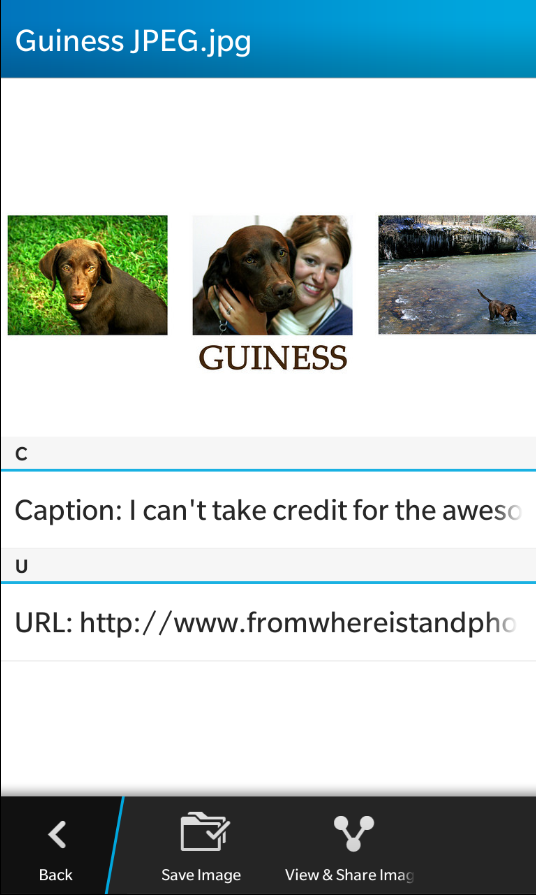 Guiness JPEG.jpg
GUINESS
C
Caption: I can't take credit for the aweso
U
URL: http://www.fromwhereistandpho
Back
Save Image
View & Share Imag